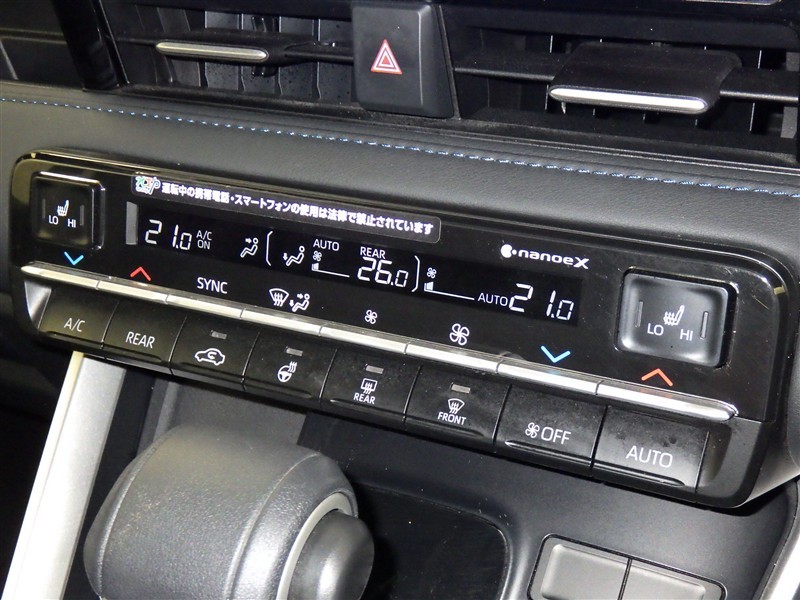 運転中の携帯電話・スマートフォンの使用は法律で禁止されています
LO HI
21.0 A/C ON
AUTO
REAR
26.0
AUTO 21.0
nanoeX
LO HI
SYNC
A/C
REAR
REAR
FRONT
OFF
AUTO